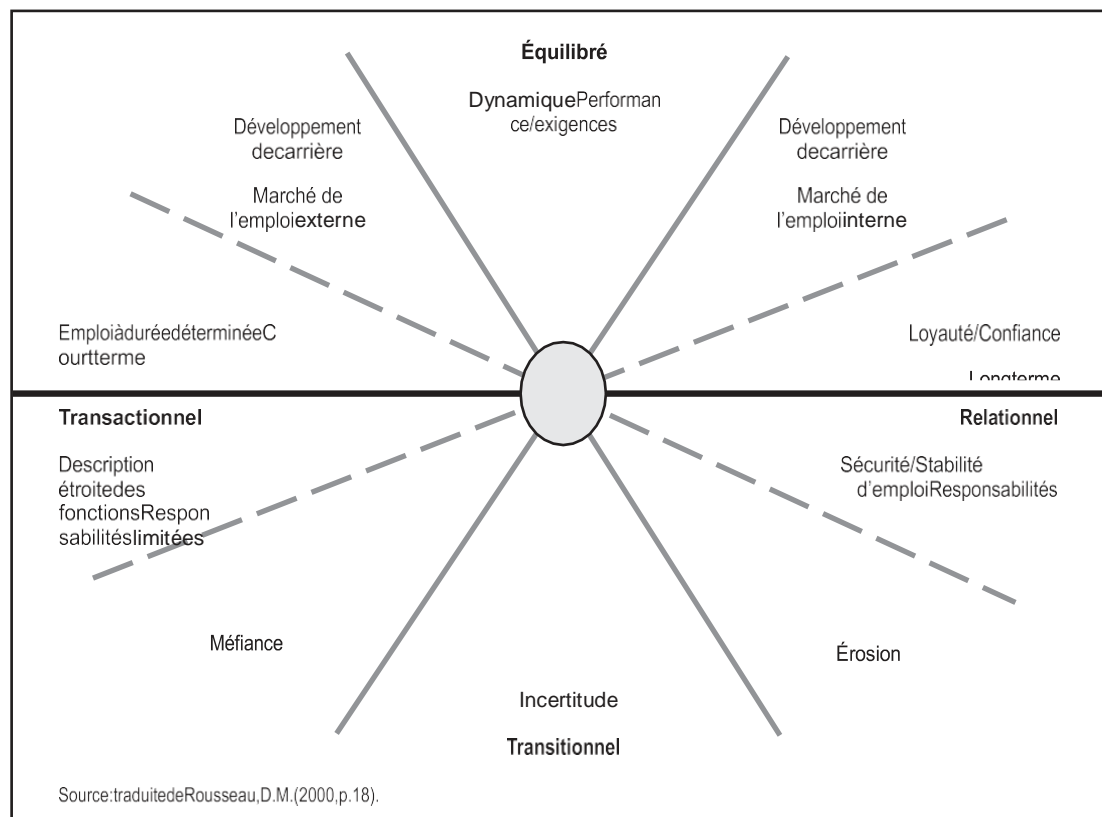 Équilibré
DynamiquePerforman
ce/exigences
Développement
decarrière
Marché de
l'emploiexterne
Développement
decarrière
Marché de
l'emploiinterne
EmploiàduréedéterminéeC
ourtterme
Loyauté/Confiance
Longterme
Transactionnel
Relationnel
Description
étroitedes
fonctionsRespon
sabilitéslimitées
Sécurité/Stabilité
d'emploiResponsabilités
Méfiance
Érosion
Incertitude
Transitionnel
Source:traduitedeRousseau,D.M.(2000,p.18).